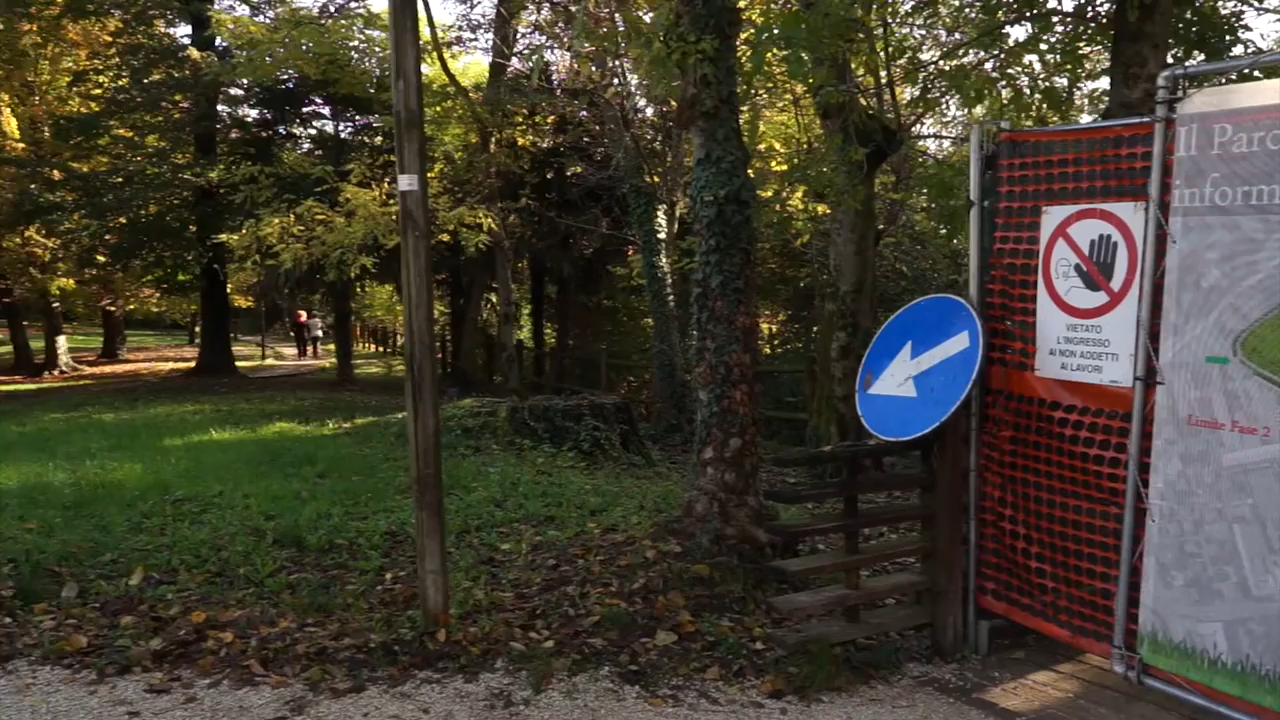 VIETATO
L'INGRESSO
AI NON ADDETTI
AI LAVORI
Il Parc
inform
Limite Fase 2